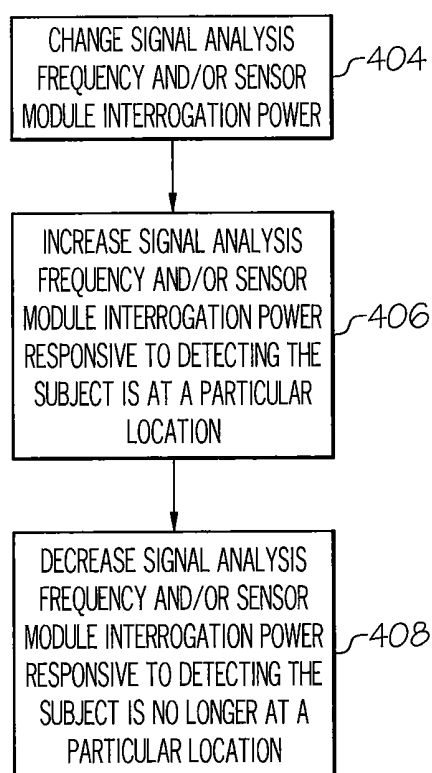 CHANGE SIGNAL ANALYSIS
FREQUENCY AND/OR SENSOR
MODULE INTERROGATION POWER
404
INCREASE SIGNAL ANALYSIS
FREQUENCY AND/OR SENSOR
MODULE INTERROGATION POWER
RESPONSIVE TO DETECTING THE
SUBJECT IS AT A PARTICULAR
LOCATION
406
DECREASE SIGNAL ANALYSIS
FREQUENCY AND/OR SENSOR
MODULE INTERROGATION POWER
RESPONSIVE TO DETECTING THE
SUBJECT IS NO LONGER AT A
PARTICULAR LOCATION
408